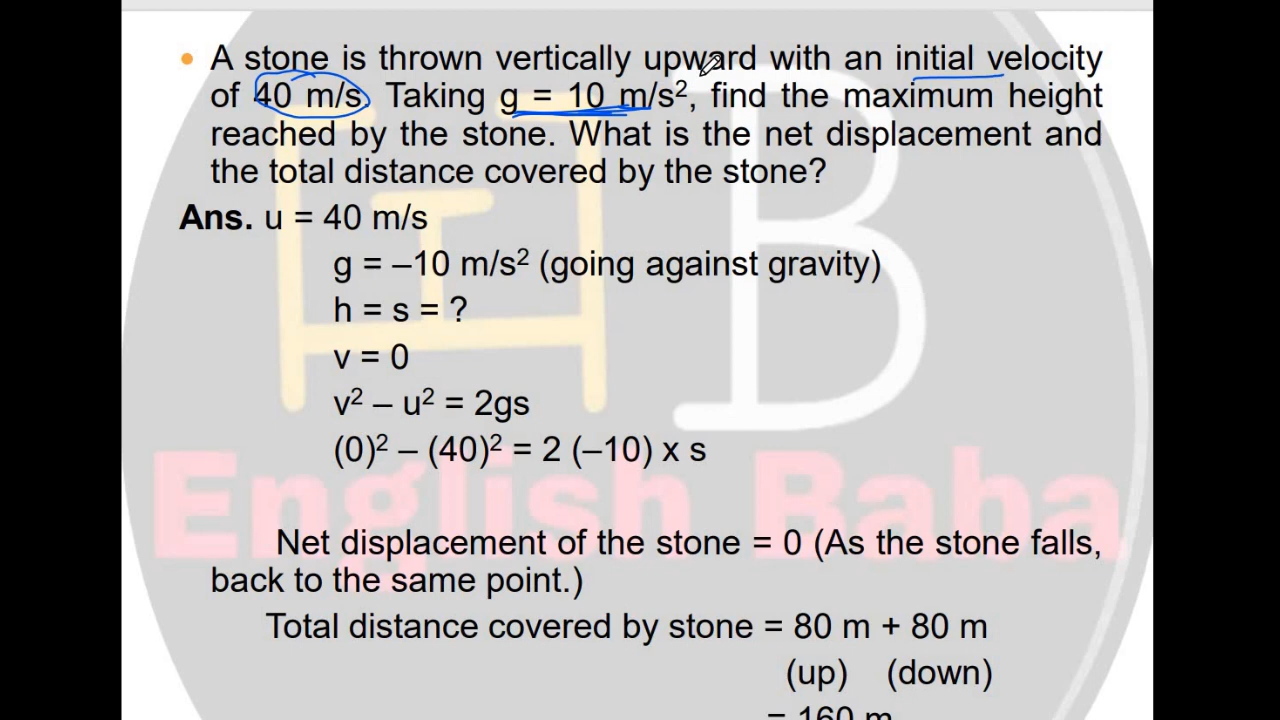 • A stone is thrown vertically upward with an initial velocity
of 40 m/s. Taking g = 10 m/s², find the maximum height
reached by the stone. What is the net displacement and
the total distance covered by the stone?
Ans. u = 40 m/s
g = –10 m/s² (going against gravity)
h = s = ?
v = 0
v² – u² = 2gs
(0)² – (40)² = 2 (–10) x s
Net displacement of the stone = 0 (As the stone falls,
back to the same point.)
Total distance covered by stone = 80 m + 80 m
(up) (down)
= 160 m
EB
English Baba